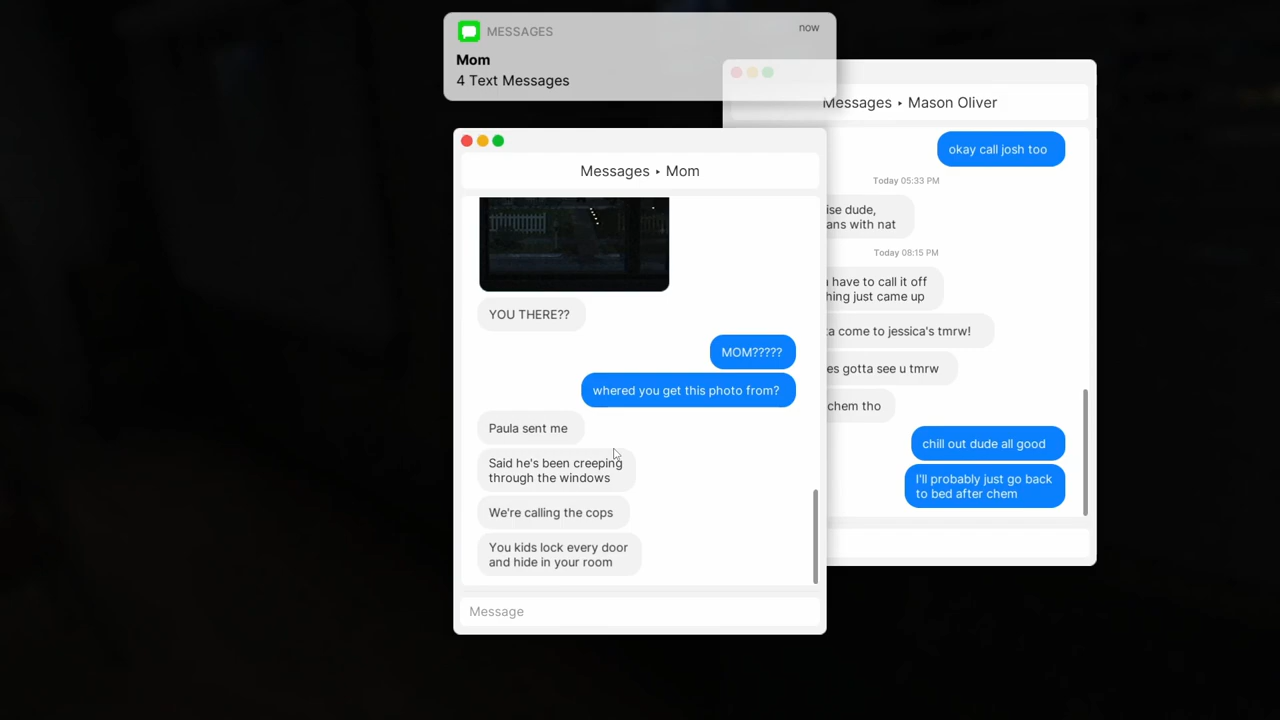 MESSAGES
now
Mom
4 Text Messages
Messages ▸ Mom
YOU THERE??
MOM?????
whered you get this photo from?
Paula sent me
Said he's been creeping
through the windows
We're calling the cops
You kids lock every door
and hide in your room
Message
Messages ▸ Mason Oliver
okay call josh too
Today 05:33 PM
dude,
with nat
Today 08:15 PM
have to call it off
just came up
come to jessica's tmrw!
gotta see u tmrw
chem tho
chill out dude all good
I'll probably just go back
to bed after chem